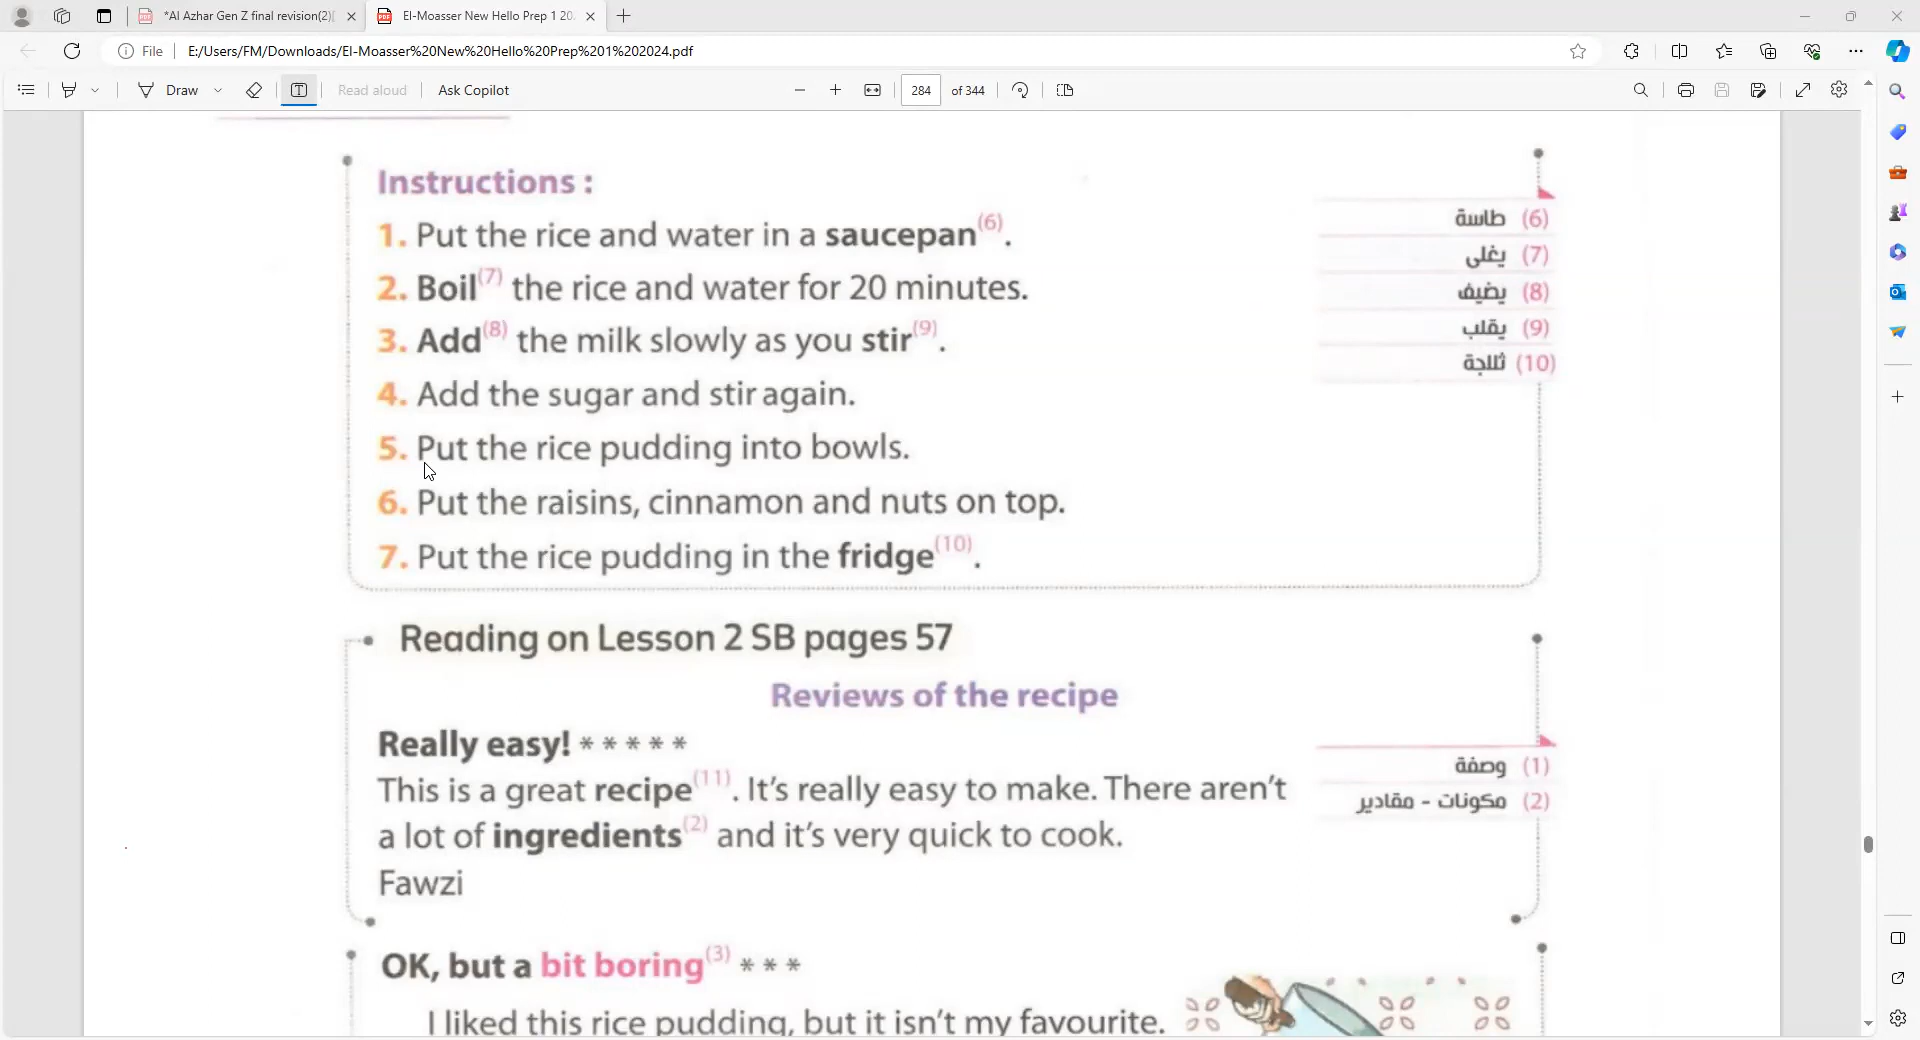 *Al Azhar Gen Z final revision(2)
El-Moasser New Hello Prep 1 20
File
E:/Users/FM/Downloads/El-Moasser%20New%20Hello%20Prep%201%202024.pdf
Draw
Read aloud
Ask Copilot
284 of 344
Instructions :
1. Put the rice and water in a saucepan(6).
2. Boil(7) the rice and water for 20 minutes.
3. Add(8) the milk slowly as you stir(9).
4. Add the sugar and stir again.
5. Put the rice pudding into bowls.
6. Put the raisins, cinnamon and nuts on top.
7. Put the rice pudding in the fridge(10).
(6) طاسة
(7) يغلى
(8) يضيف
(9) يقلب
(10) ثلاجة
Reading on Lesson 2 SB pages 57
Reviews of the recipe
Really easy! * * * * *
This is a great recipe(11). It's really easy to make. There aren't
a lot of ingredients(2) and it's very quick to cook.
Fawzi
(1) وصفة
(2) مكونات - مقادير
OK, but a bit boring(3) * * *
I liked this rice pudding, but it isn't my favourite.